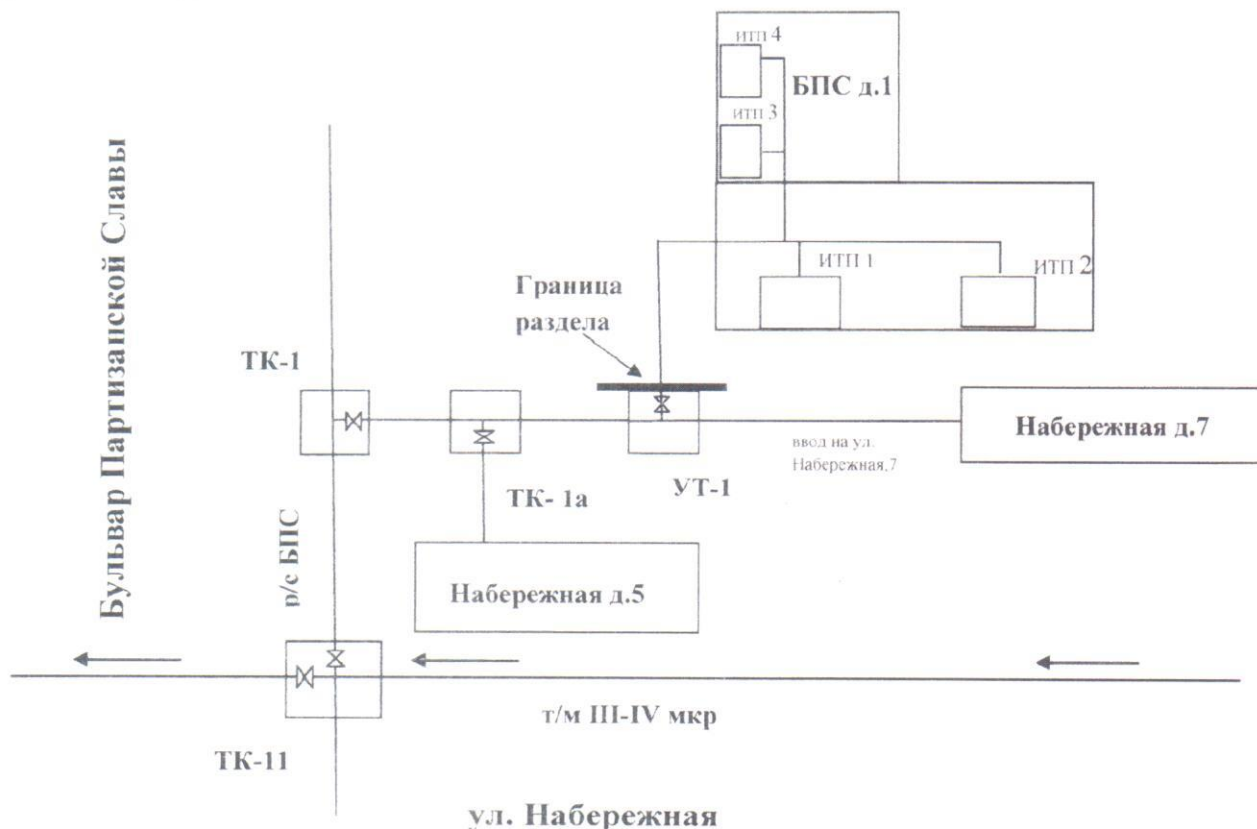 ИТП 4
БПС д.1
ИТП 3
Бульвар Партизанской Славы
ИТП 1
ИТП 2
Граница
раздела
ТК-1
Набережная д.7
ввод на ул.
Набережная,7
ТК- 1а
УТ-1
р/с БПС
Набережная д.5
т/м III-IV мкр
ТК-11
ул. Набережная